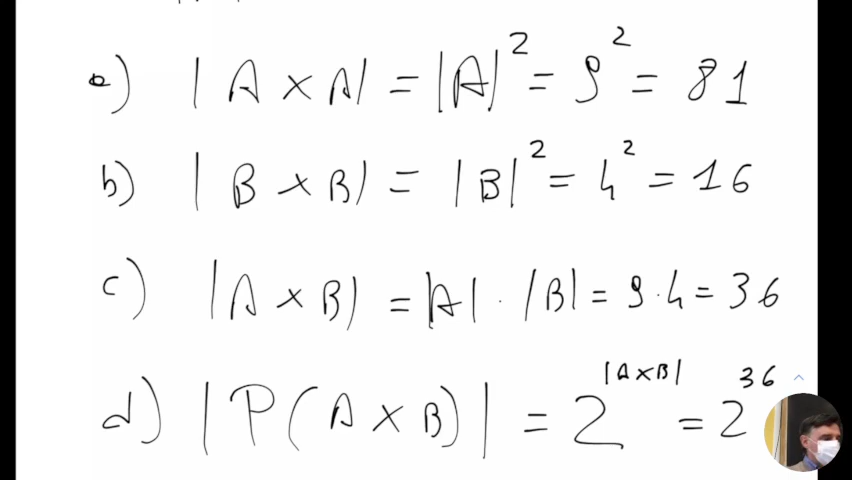 a) |A × A| = |A|² = 9² = 81
b) |B × B| = |B|² = 4² = 16
c) |A × B| = |A| · |B| = 9 · 4 = 36
d) |P(A × B)| = 2^|A×B| = 2^36